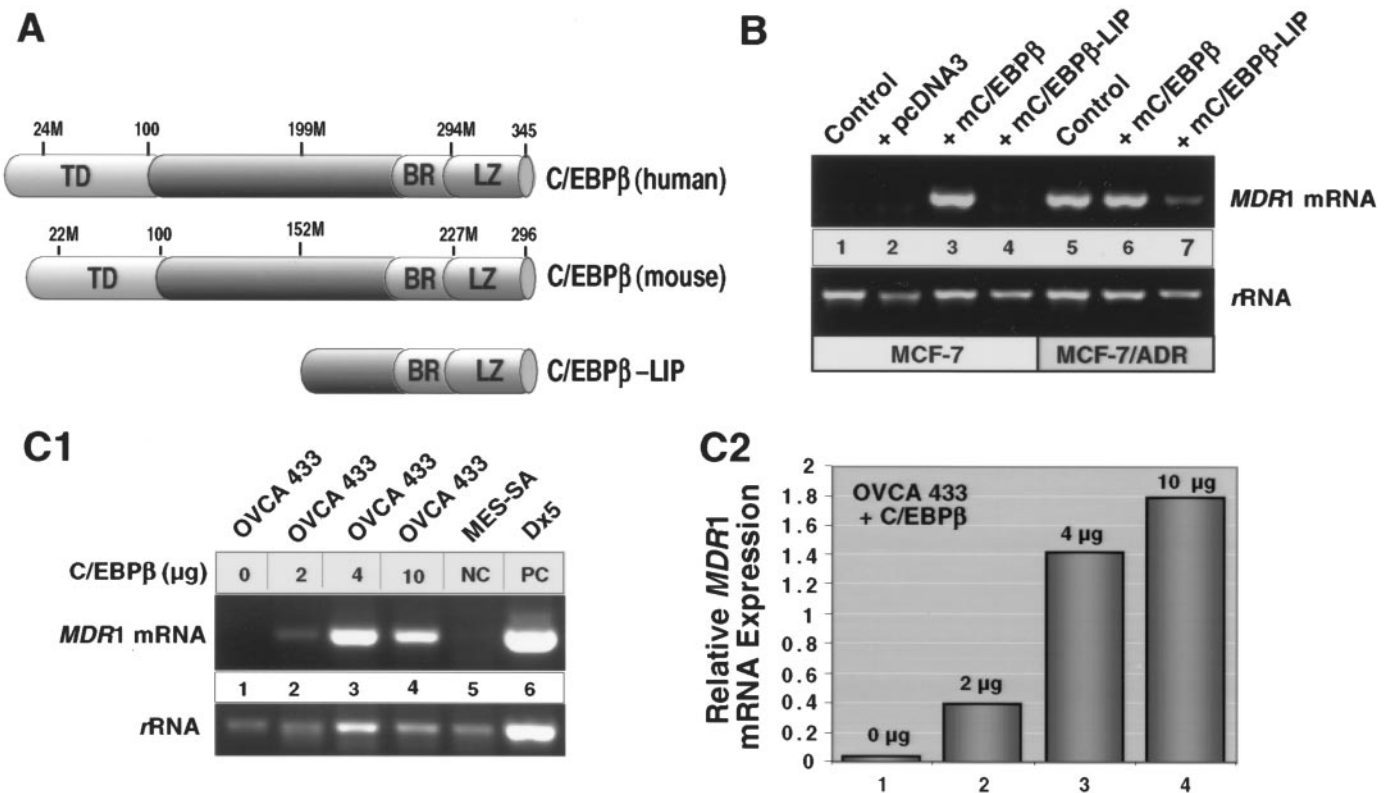 A
24M 100 199M 294M 345
TD BR LZ C/EBPβ (human)
22M 100 152M 227M 296
TD BR LZ C/EBPβ (mouse)
BR LZ C/EBPβ–LIP
B
Control
+ pcDNA3
+ mC/EBPβ
+ mC/EBPβ-LIP
Control
+ mC/EBPβ
+ mC/EBPβ-LIP
MDR1 mRNA
1 2 3 4 5 6 7
rRNA
MCF-7 MCF-7/ADR
C1
OVCA 433
OVCA 433
OVCA 433
OVCA 433
MES-SA
Dx5
C/EBPβ (µg) 0 2 4 10 NC PC
MDR1 mRNA
1 2 3 4 5 6
rRNA
C2
Relative MDR1
mRNA Expression
2
1.8
1.6
1.4
1.2
1
0.8
0.6
0.4
0.2
0
OVCA 433
+ C/EBPβ
0 µg
2 µg
4 µg
10 µg
1 2 3 4